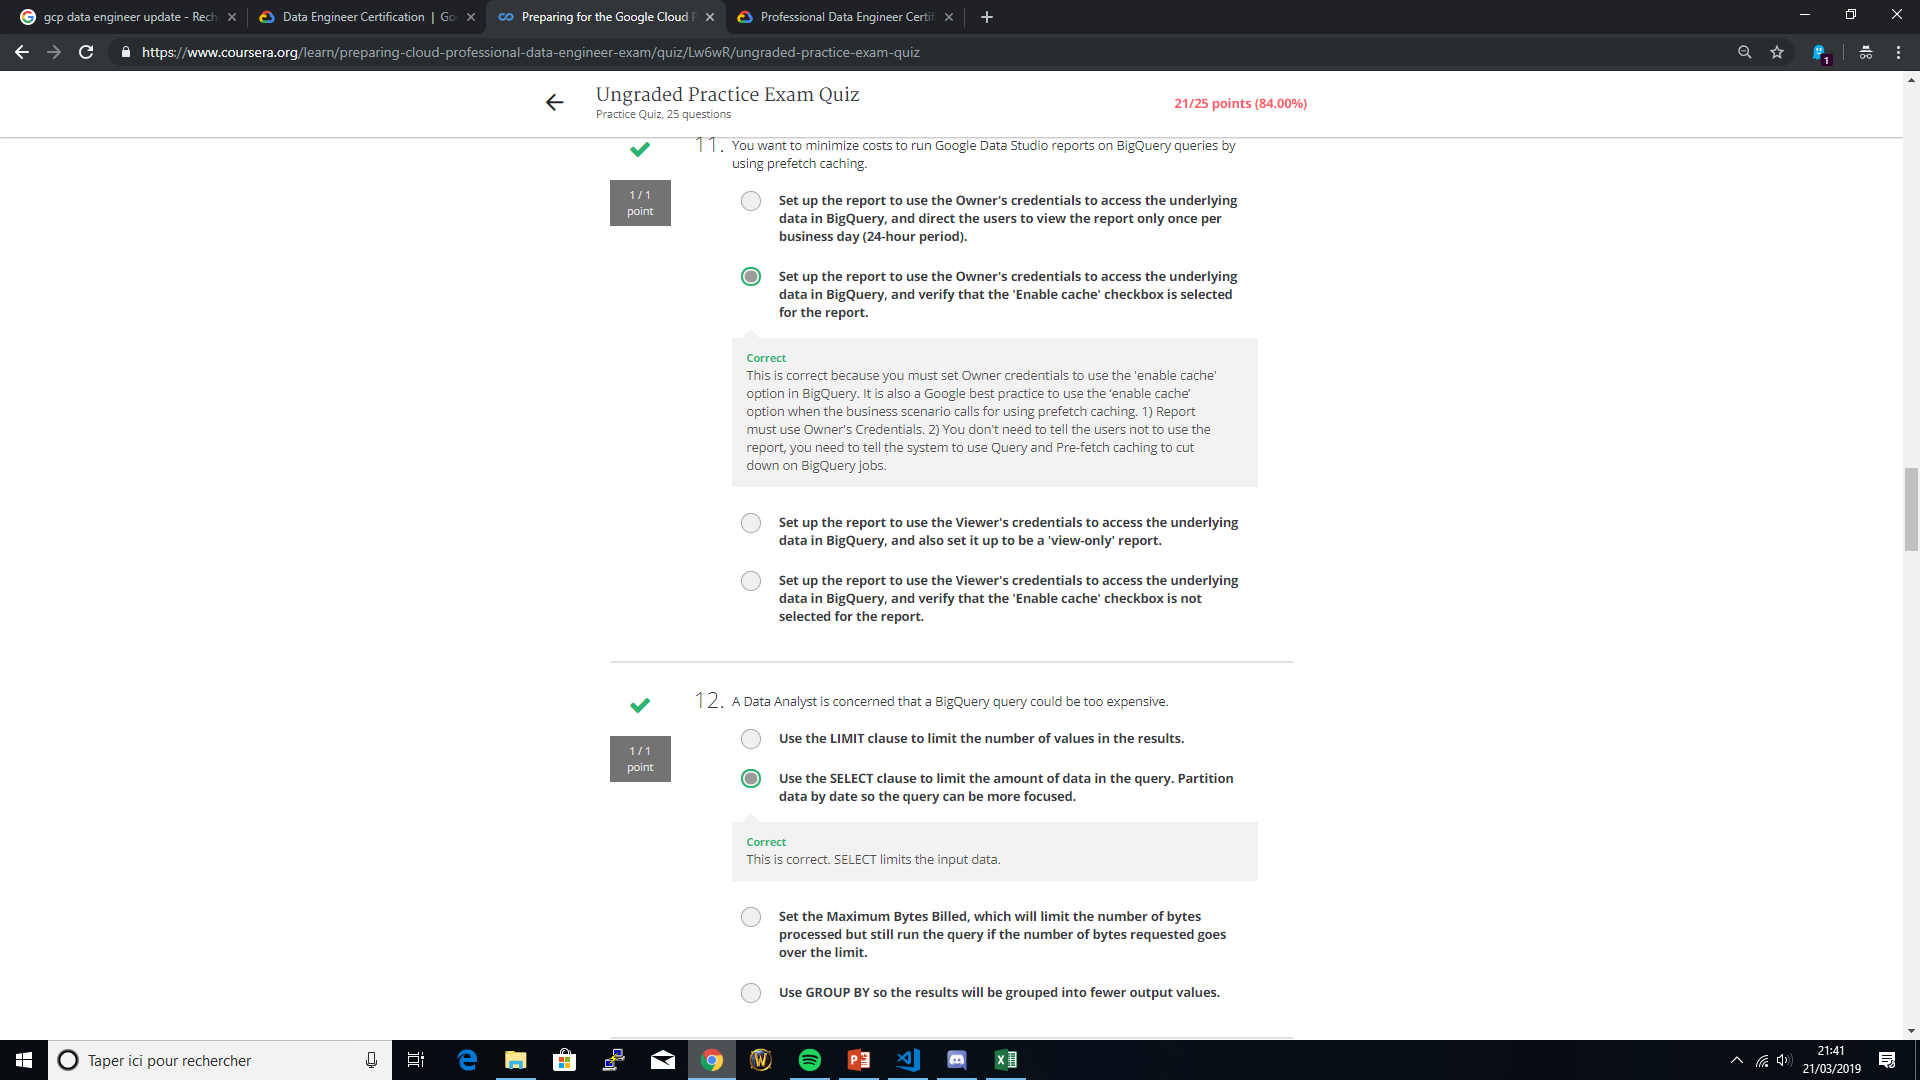 gcp data engineer update - Rech
Data Engineer Certification | Go
Preparing for the Google Cloud P
Professional Data Engineer Certif
https://www.coursera.org/learn/preparing-cloud-professional-data-engineer-exam/quiz/Lw6wR/ungraded-practice-exam-quiz
1
Ungraded Practice Exam Quiz
Practice Quiz, 25 questions
21/25 points (84.00%)
11. You want to minimize costs to run Google Data Studio reports on BigQuery queries by
using prefetch caching.
1 / 1
point
Set up the report to use the Owner's credentials to access the underlying
data in BigQuery, and direct the users to view the report only once per
business day (24-hour period).
Set up the report to use the Owner's credentials to access the underlying
data in BigQuery, and verify that the 'Enable cache' checkbox is selected
for the report.
Correct
This is correct because you must set Owner credentials to use the 'enable cache'
option in BigQuery. It is also a Google best practice to use the ‘enable cache’
option when the business scenario calls for using prefetch caching. 1) Report
must use Owner's Credentials. 2) You don't need to tell the users not to use the
report, you need to tell the system to use Query and Pre-fetch caching to cut
down on BigQuery jobs.
Set up the report to use the Viewer's credentials to access the underlying
data in BigQuery, and also set it up to be a 'view-only' report.
Set up the report to use the Viewer's credentials to access the underlying
data in BigQuery, and verify that the 'Enable cache' checkbox is not
selected for the report.
12. A Data Analyst is concerned that a BigQuery query could be too expensive.
1 / 1
point
Use the LIMIT clause to limit the number of values in the results.
Use the SELECT clause to limit the amount of data in the query. Partition
data by date so the query can be more focused.
Correct
This is correct. SELECT limits the input data.
Set the Maximum Bytes Billed, which will limit the number of bytes
processed but still run the query if the number of bytes requested goes
over the limit.
Use GROUP BY so the results will be grouped into fewer output values.
Taper ici pour rechercher
21:41
21/03/2019